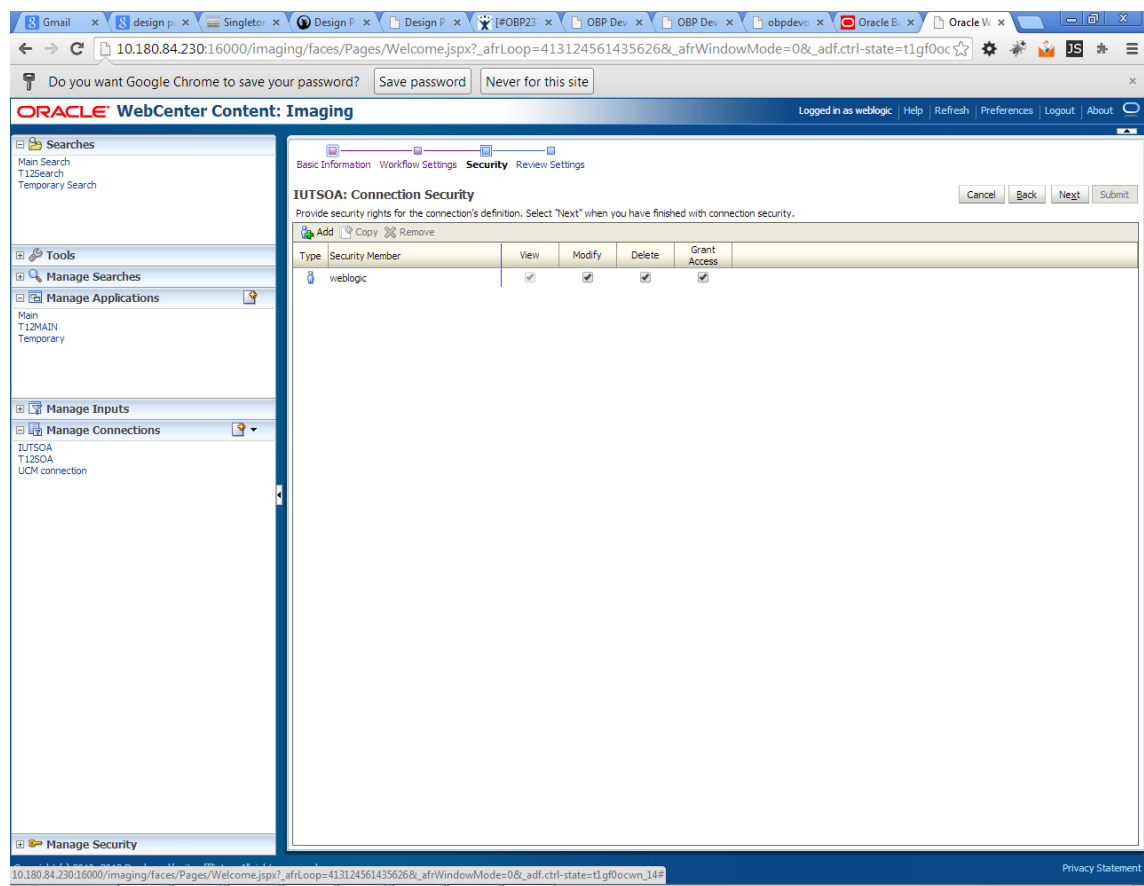 Gmail design p Singletor Design P Design P [#OBP23 OBP Dev OBP Dev obpdevo Oracle B Oracle W
10.180.84.230:16000/imaging/faces/Pages/Welcome.jspx?_afrLoop=413124561435626&_afrWindowMode=0&_adf.ctrl-state=t1gf0oc
Do you want Google Chrome to save your password? Save password Never for this site
ORACLE WebCenter Content: Imaging
Logged in as weblogic Help Refresh Preferences Logout About
Searches
Main Search
T12Search
Temporary Search
Tools
Manage Searches
Manage Applications
Main
T12MAIN
Temporary
Manage Inputs
Manage Connections
IUTSOA
T12SOA
UCM connection
Manage Security
Basic Information Workflow Settings Security Review Settings
IUTSOA: Connection Security
Cancel Back Next Submit
Provide security rights for the connection's definition. Select "Next" when you have finished with connection security.
Add Copy Remove
Type Security Member View Modify Delete Grant Access
weblogic
10.180.84.230:16000/imaging/faces/Pages/Welcome.jspx?_afrLoop=413124561435626&_afrWindowMode=0&_adf.ctrl-state=t1gf0ocwn_14#
Privacy Statement